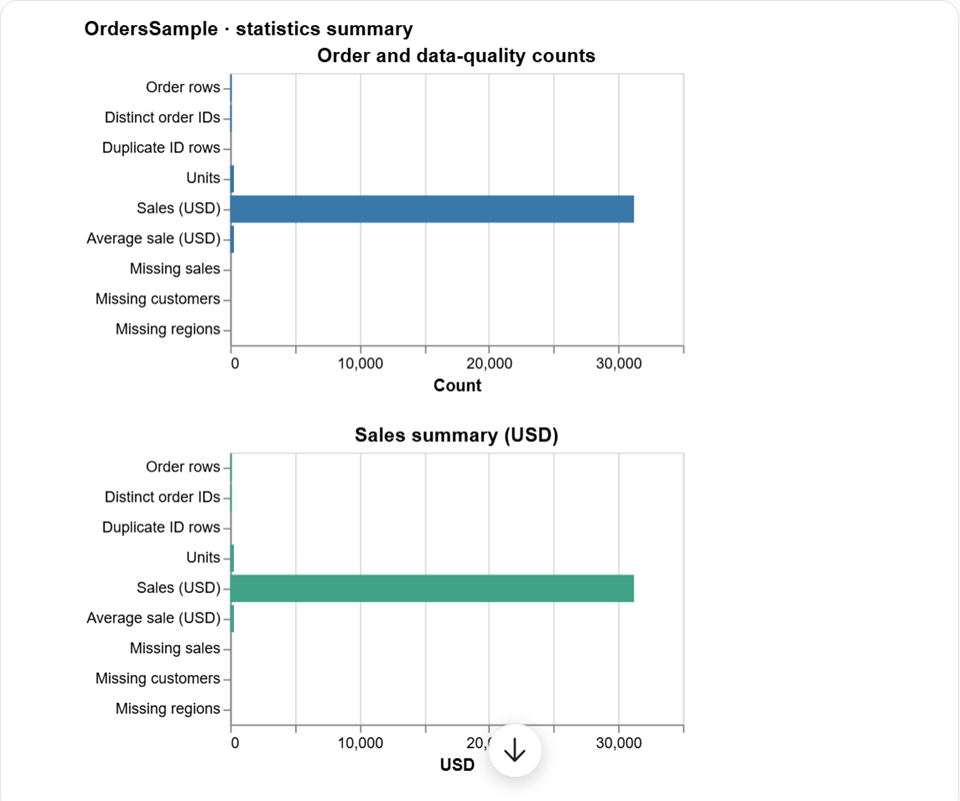 OrdersSample · statistics summary
Order and data-quality counts
Order rows
Distinct order IDs
Duplicate ID rows
Units
Sales (USD)
Average sale (USD)
Missing sales
Missing customers
Missing regions
0 10,000 20,000 30,000
Count
Sales summary (USD)
Order rows
Distinct order IDs
Duplicate ID rows
Units
Sales (USD)
Average sale (USD)
Missing sales
Missing customers
Missing regions
0 10,000 30,000
USD